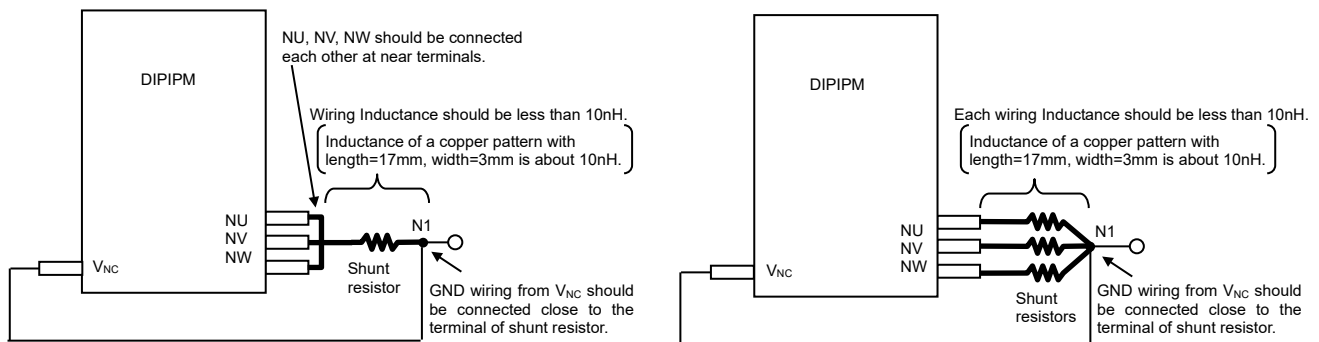 NU, NV, NW should be connected
each other at near terminals.
DIPIPM
Wiring Inductance should be less than 10nH.
Inductance of a copper pattern with
length=17mm, width=3mm is about 10nH.
NU
NV
NW
N1
VNC
Shunt
resistor
GND wiring from VNC should
be connected close to the
terminal of shunt resistor.
DIPIPM
Each wiring Inductance should be less than 10nH.
Inductance of a copper pattern with
length=17mm, width=3mm is about 10nH.
NU
NV
NW
N1
VNC
Shunt
resistors
GND wiring from VNC should
be connected close to the
terminal of shunt resistor.